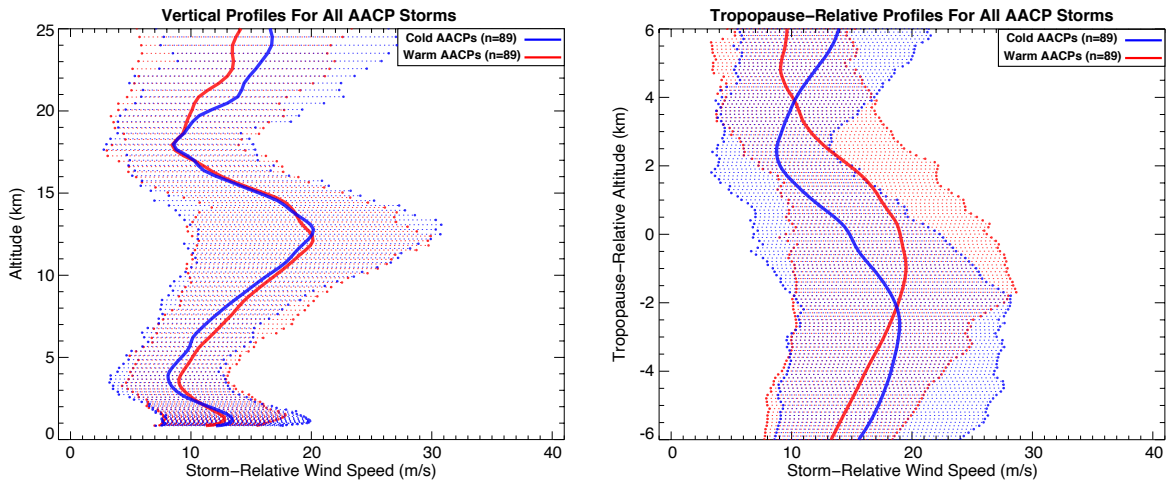 Vertical Profiles For All AACP Storms
25
20
15
10
5
0
Altitude (km)
Cold AACPs (n=89)
Warm AACPs (n=89)
0
10
20
30
40
Storm−Relative Wind Speed (m/s)
Tropopause−Relative Profiles For All AACP Storms
6
4
2
0
-2
-4
-6
Tropopause−Relative Altitude (km)
Cold AACPs (n=89)
Warm AACPs (n=89)
0
10
20
30
40
Storm−Relative Wind Speed (m/s)